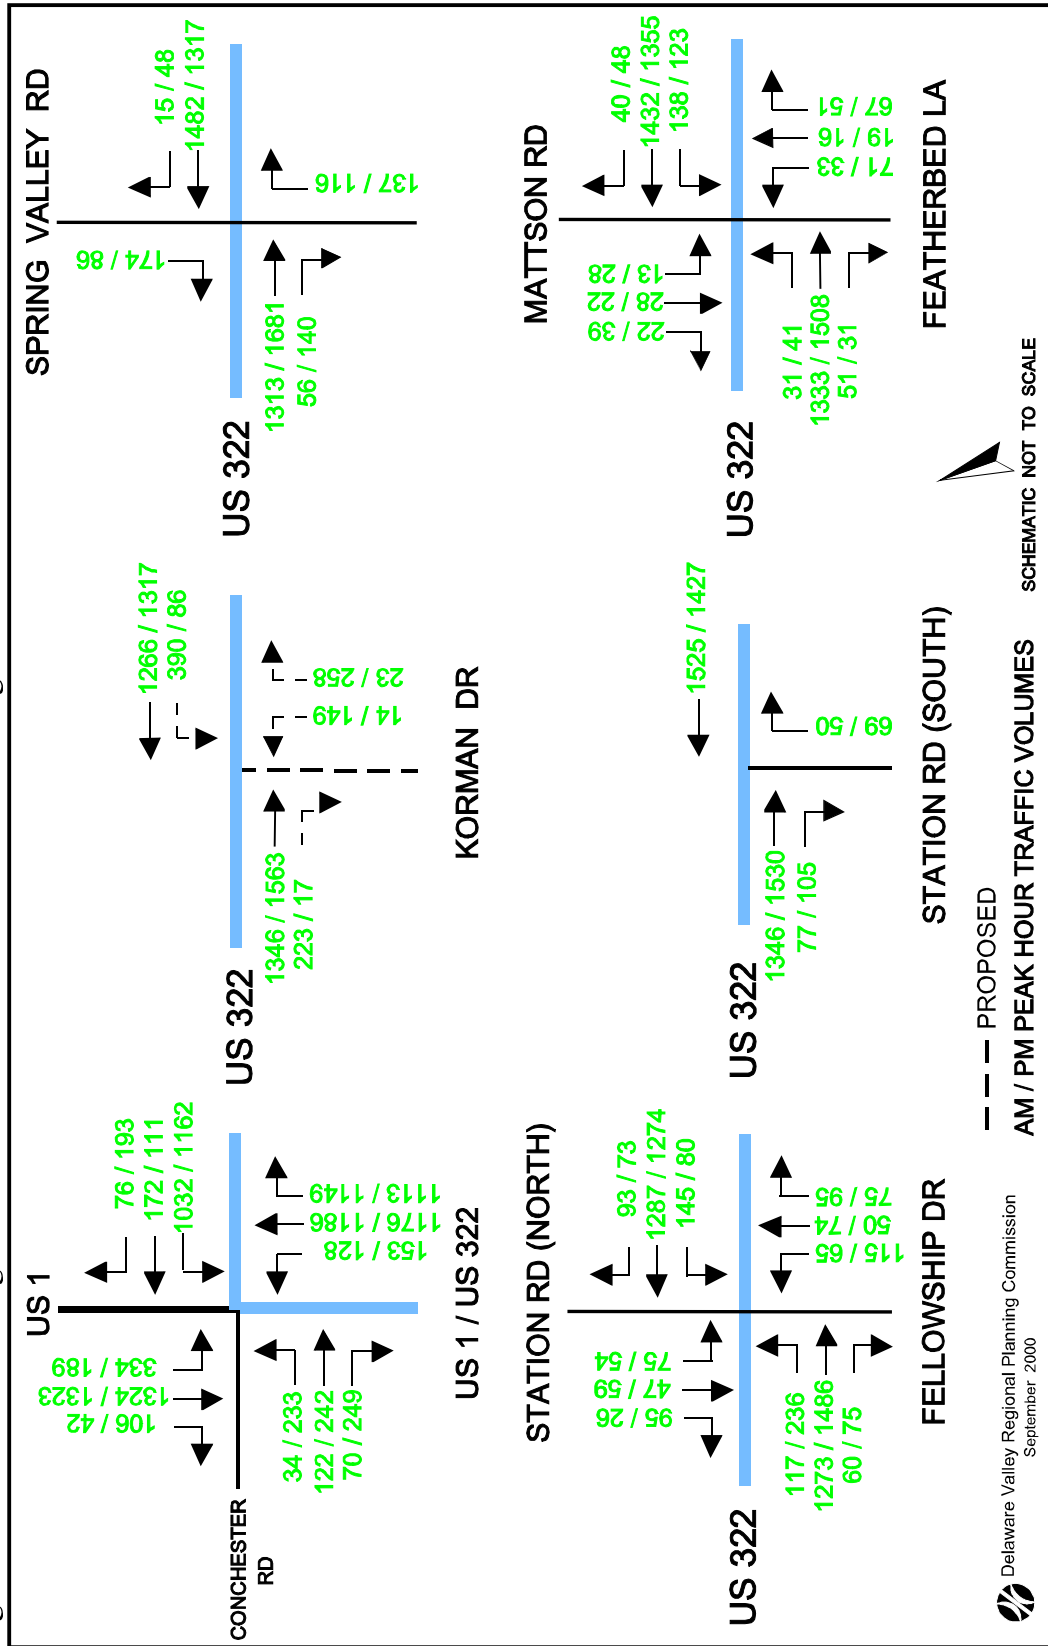 US 1
76 / 193
172 / 111
1032 / 1162
106 / 42
1324 / 1323
334 / 189
CONCHESTER
RD
34 / 233
122 / 242
70 / 249
153 / 128
1176 / 1186
1113 / 1149
US 1 / US 322
1266 / 1317
390 / 86
US 322
1346 / 1563
223 / 17
14 / 149
23 / 258
KORMAN DR
SPRING VALLEY RD
15 / 48
1482 / 1317
174 / 86
US 322
1313 / 1681
56 / 140
137 / 116
STATION RD (NORTH)
93 / 73
1287 / 1274
145 / 80
95 / 26
47 / 59
75 / 54
US 322
117 / 236
1273 / 1486
60 / 75
115 / 65
50 / 74
75 / 95
FELLOWSHIP DR
1525 / 1427
US 322
1346 / 1530
77 / 105
69 / 50
STATION RD (SOUTH)
MATTSON RD
40 / 48
1432 / 1355
138 / 123
22 / 39
28 / 22
13 / 28
US 322
31 / 41
1333 / 1508
51 / 31
71 / 33
19 / 16
67 / 51
FEATHERBED LA
PROPOSED
AM / PM PEAK HOUR TRAFFIC VOLUMES
SCHEMATIC NOT TO SCALE
Delaware Valley Regional Planning Commission
September 2000